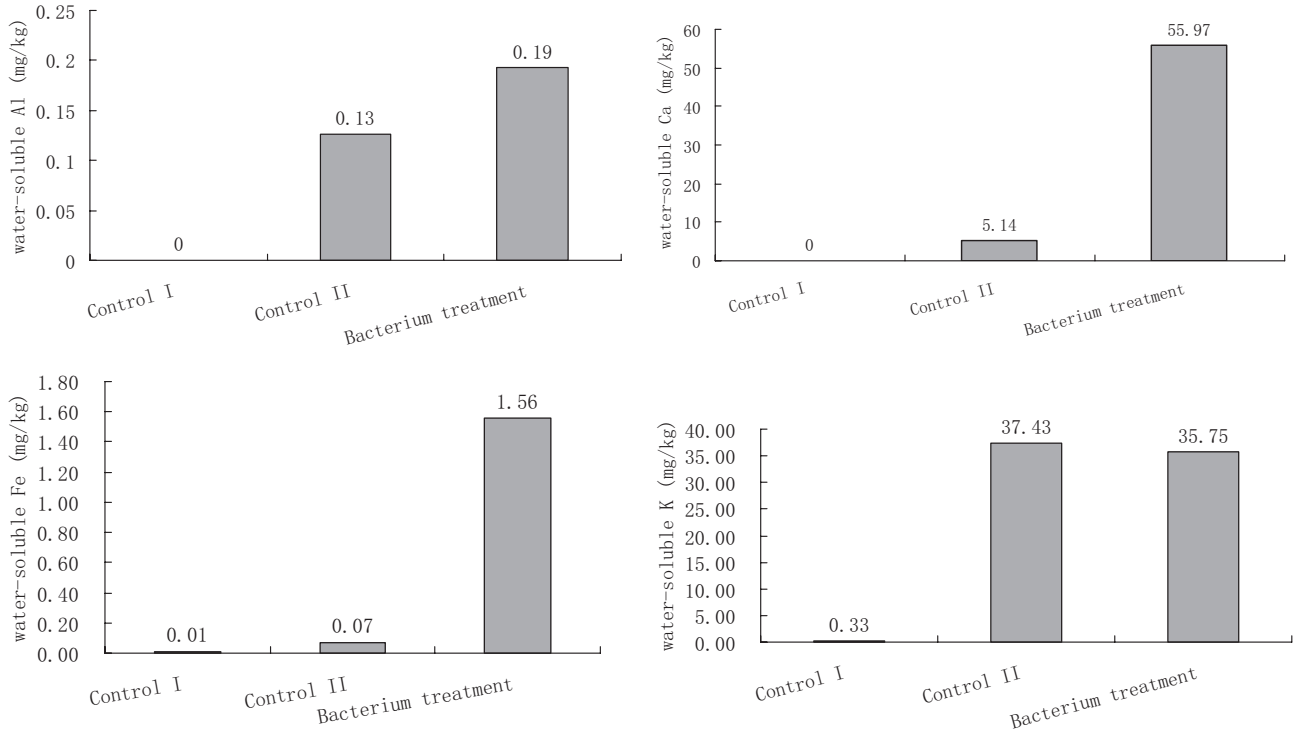 water-soluble Al (mg/kg)
0.25
0.2
0.15
0.1
0.05
0
0
0.13
0.19
Control I
Control II
Bacterium treatment
water-soluble Ca (mg/kg)
60
50
40
30
20
10
0
0
5.14
55.97
Control I
Control II
Bacterium treatment
water-soluble Fe (mg/kg)
1.80
1.60
1.40
1.20
1.00
0.80
0.60
0.40
0.20
0.00
0.01
0.07
1.56
Control I
Control II
Bacterium treatment
water-soluble K (mg/kg)
40.00
35.00
30.00
25.00
20.00
15.00
10.00
5.00
0.00
0.33
37.43
35.75
Control I
Control II
Bacterium treatment